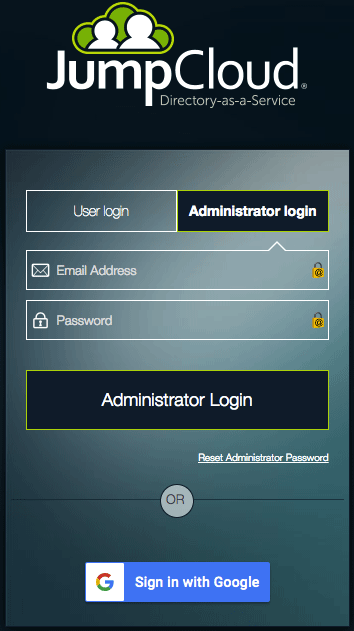 JumpCloud®
Directory-as-a-Service
User login
Administrator login
Email Address
Password
Administrator Login
Reset Administrator Password
OR
G Sign in with Google